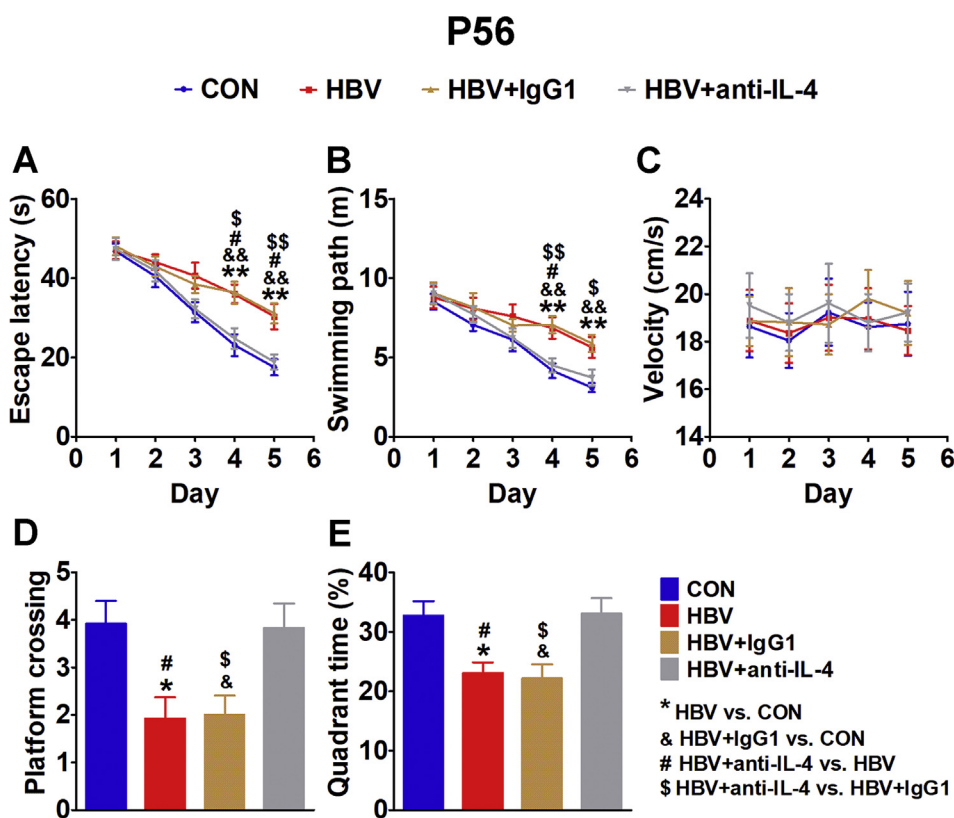 P56
CON HBV HBV+IgG1 HBV+anti-IL-4
A
Escape latency (s)
60
40
20
0
$
#
&&
**
$$
#
&&
**
0 1 2 3 4 5 6
Day
B
Swimming path (m)
15
10
5
0
$$
#
&&
**
$
&&
**
0 1 2 3 4 5 6
Day
C
Velocity (cm/s)
24
22
20
18
16
14
0 1 2 3 4 5 6
Day
D
Platform crossing
5
4
3
2
1
0
#
*
$
&
E
Quadrant time (%)
40
30
20
10
0
#
*
$
&
CON
HBV
HBV+IgG1
HBV+anti-IL-4
* HBV vs. CON
& HBV+IgG1 vs. CON
# HBV+anti-IL-4 vs. HBV
$ HBV+anti-IL-4 vs. HBV+IgG1